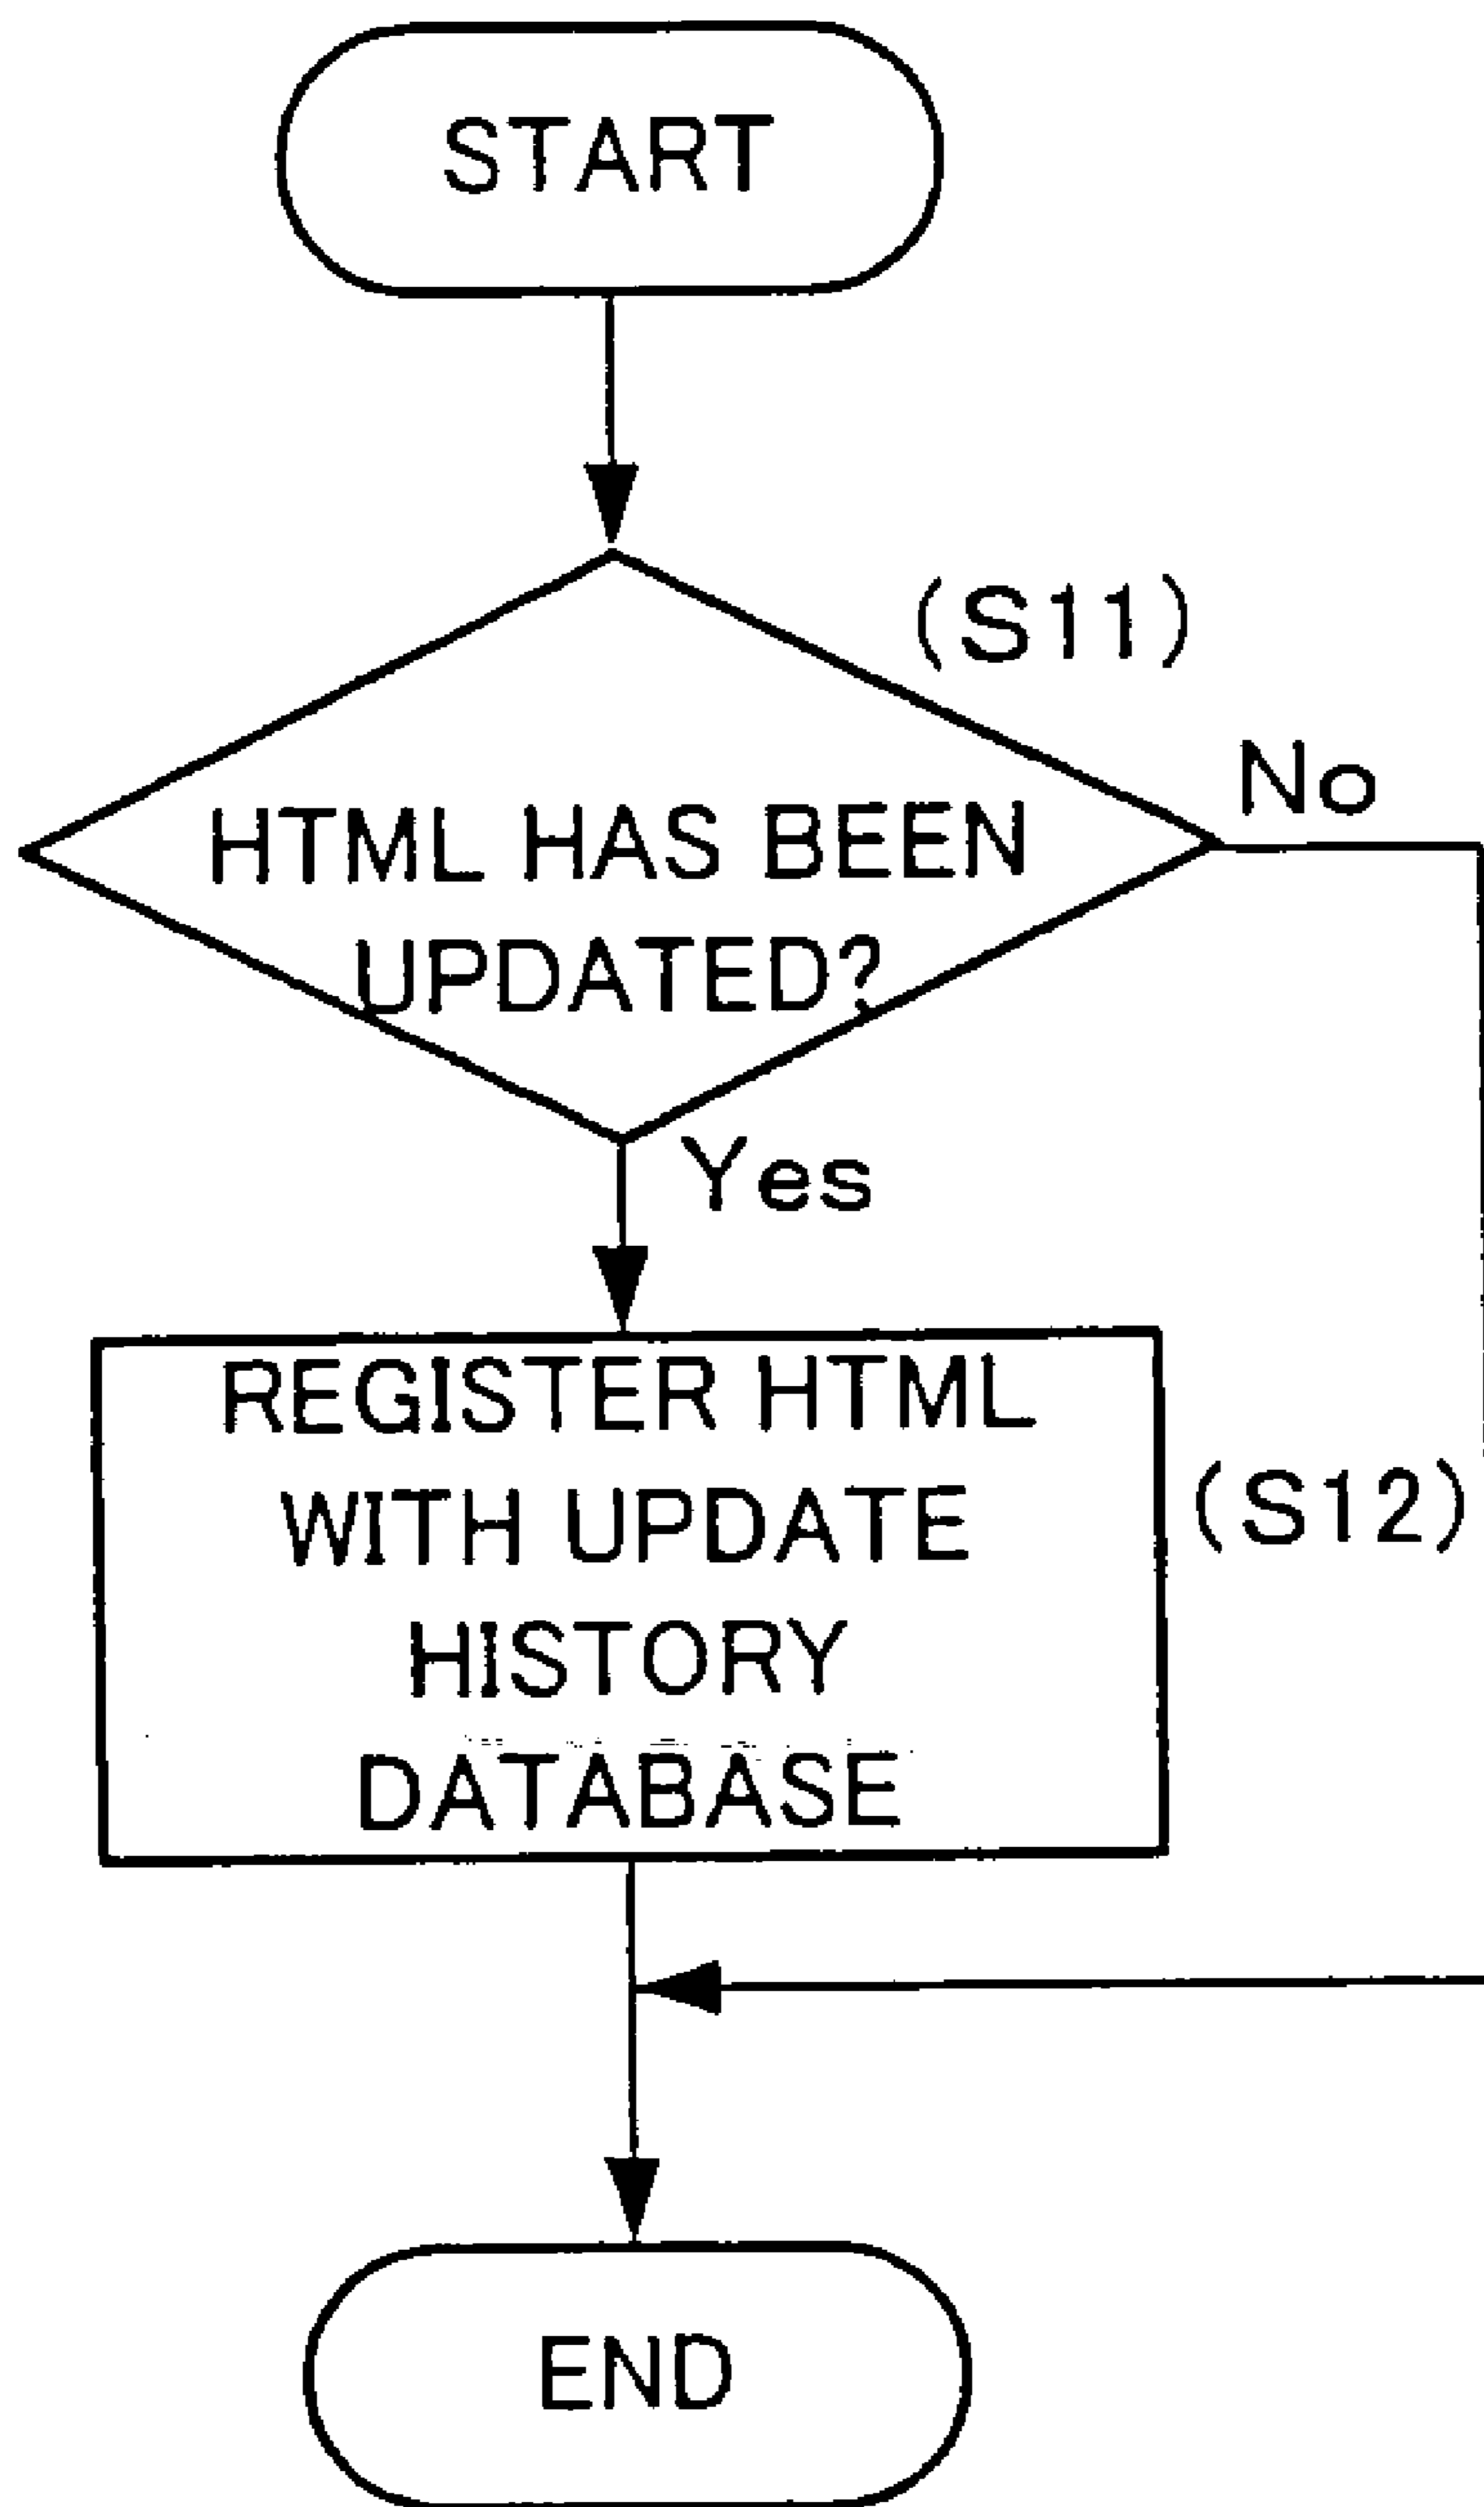 START
(S11)
No
HTML HAS BEEN
UPDATED?
Yes
REGISTER HTML
WITH UPDATE
(S12)
HISTORY
DATABASE
END